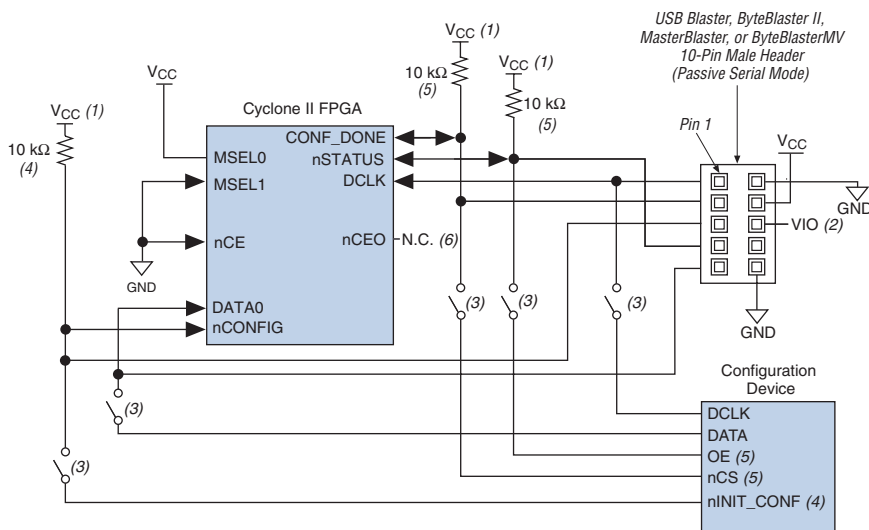 USB Blaster, ByteBlaster II,
MasterBlaster, or ByteBlasterMV
10-Pin Male Header
(Passive Serial Mode)
VCC (1)
10 kΩ
(5)
VCC (1)
10 kΩ
(5)
VCC
VCC (1)
10 kΩ
(4)
Cyclone II FPGA
CONF_DONE
nSTATUS
DCLK
MSEL0
MSEL1
nCE
nCEO
N.C. (6)
DATA0
nCONFIG
GND
Pin 1
VCC
GND
VIO (2)
GND
(3)
(3)
(3)
(3)
(3)
Configuration
Device
DCLK
DATA
OE (5)
nCS (5)
nINIT_CONF (4)